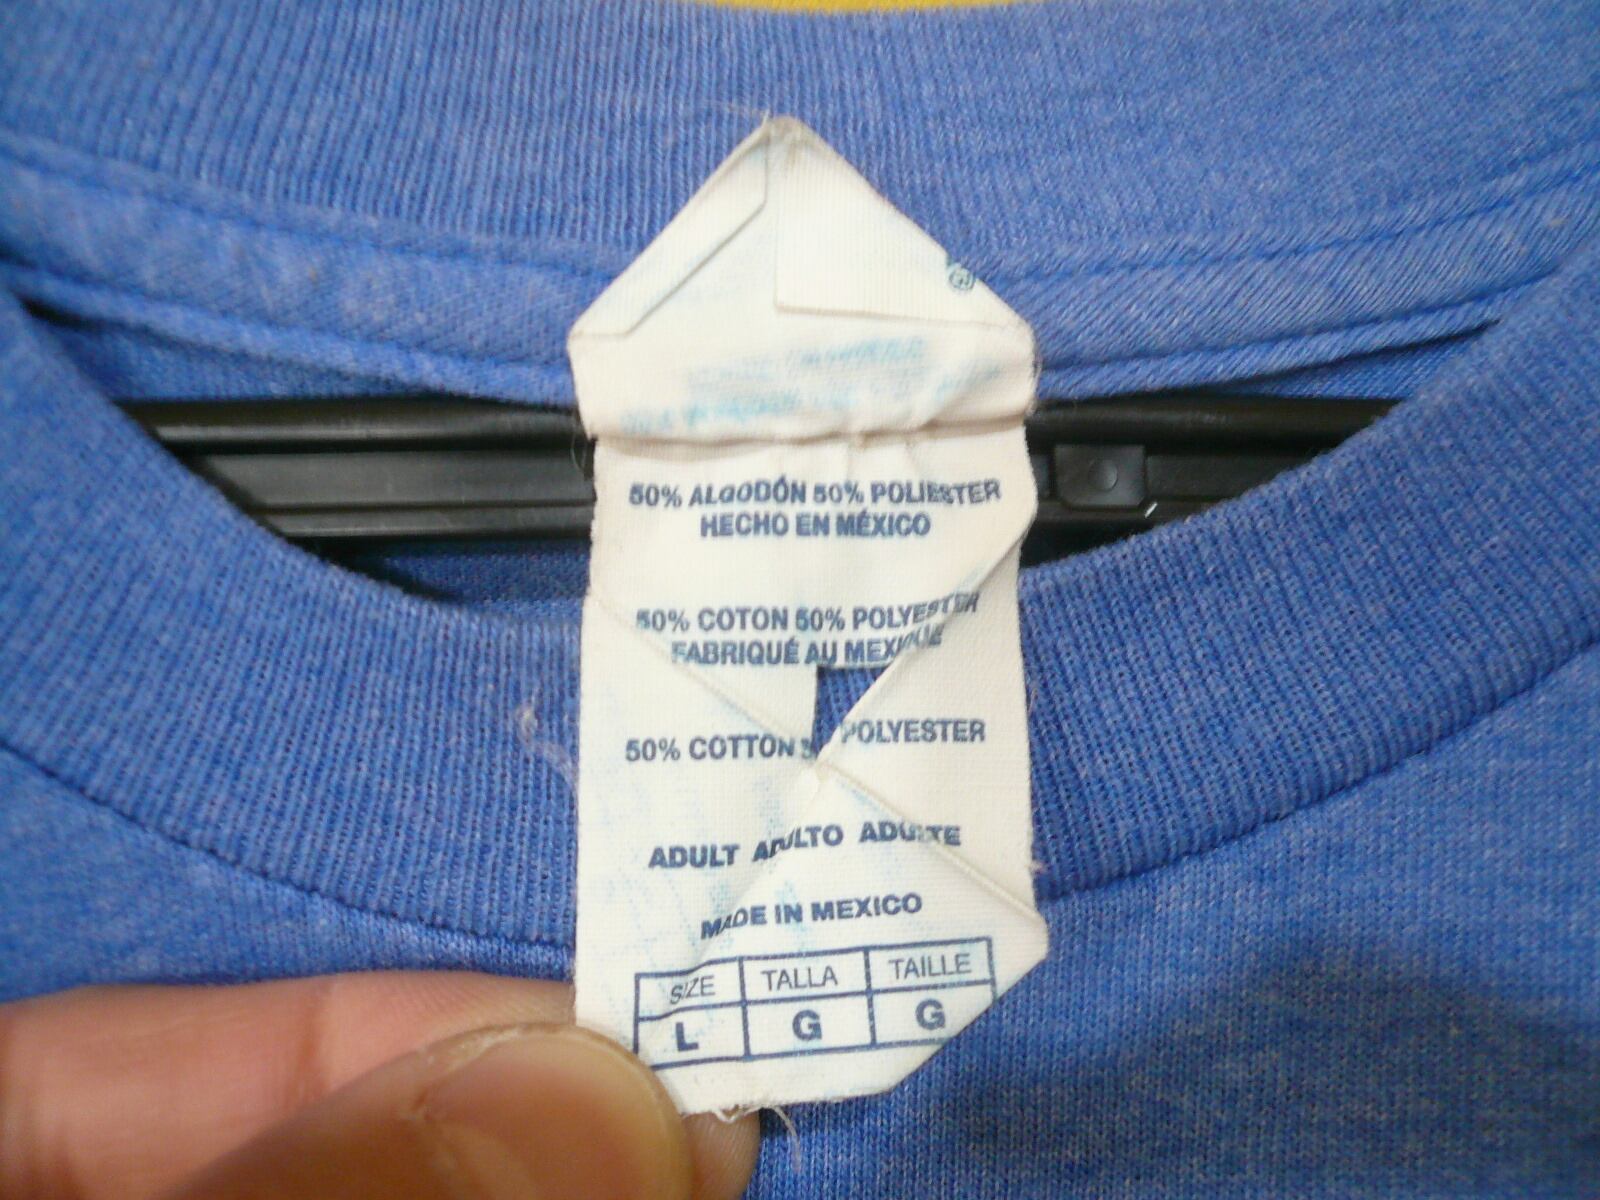 ®
50% ALGODÓN 50% POLIESTER
HECHO EN MÉXICO
50% COTON 50% POLYESTER
FABRIQUÉ AU MEXIQUE
50% COTTON POLYESTER
ADULT ADULTO ADULTE
MADE IN MEXICO
SIZE TALLA TAILLE
L G G